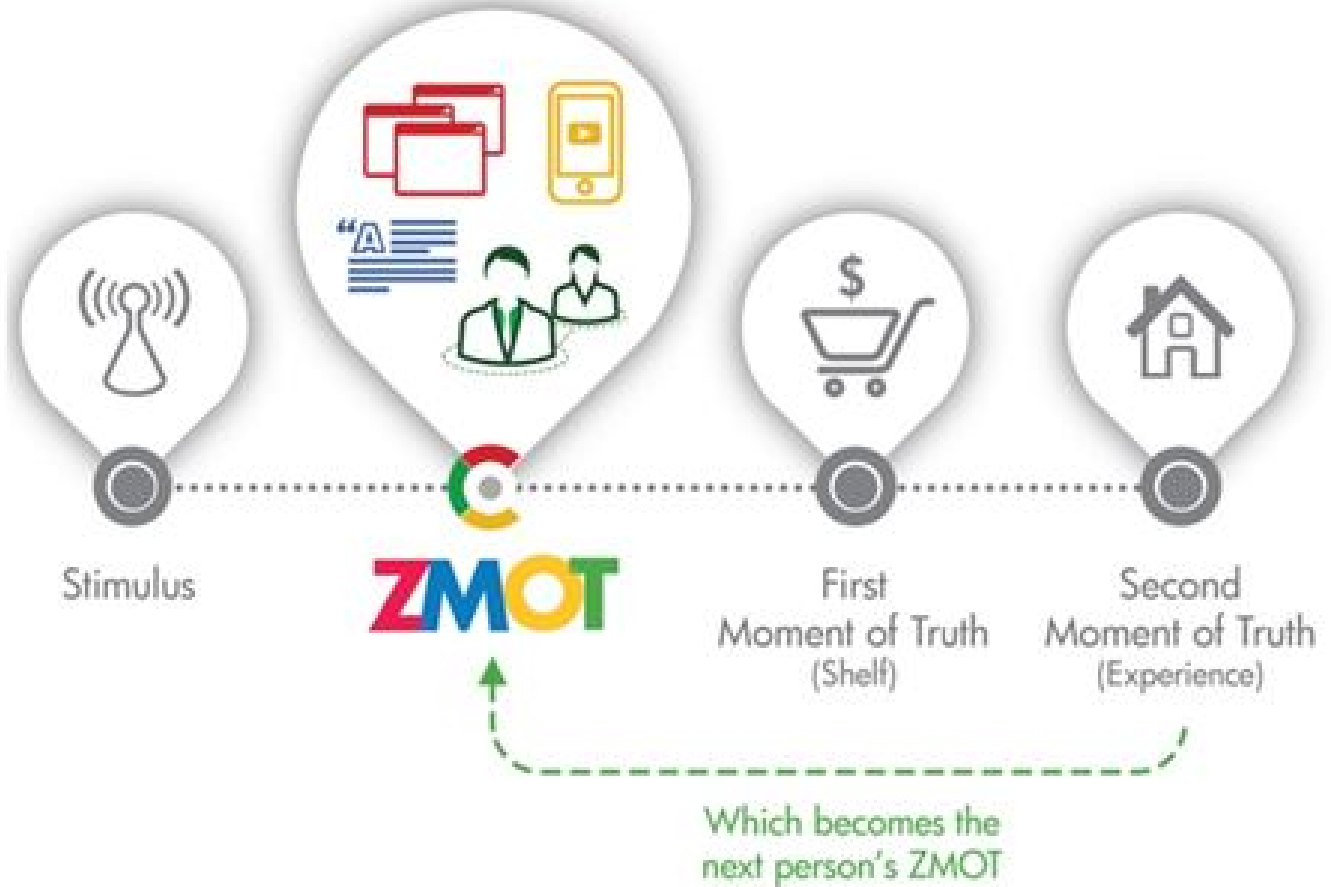 “A
$
Stimulus
ZMOT
First
Moment of Truth
(Shelf)
Second
Moment of Truth
(Experience)
Which becomes the
next person's ZMOT